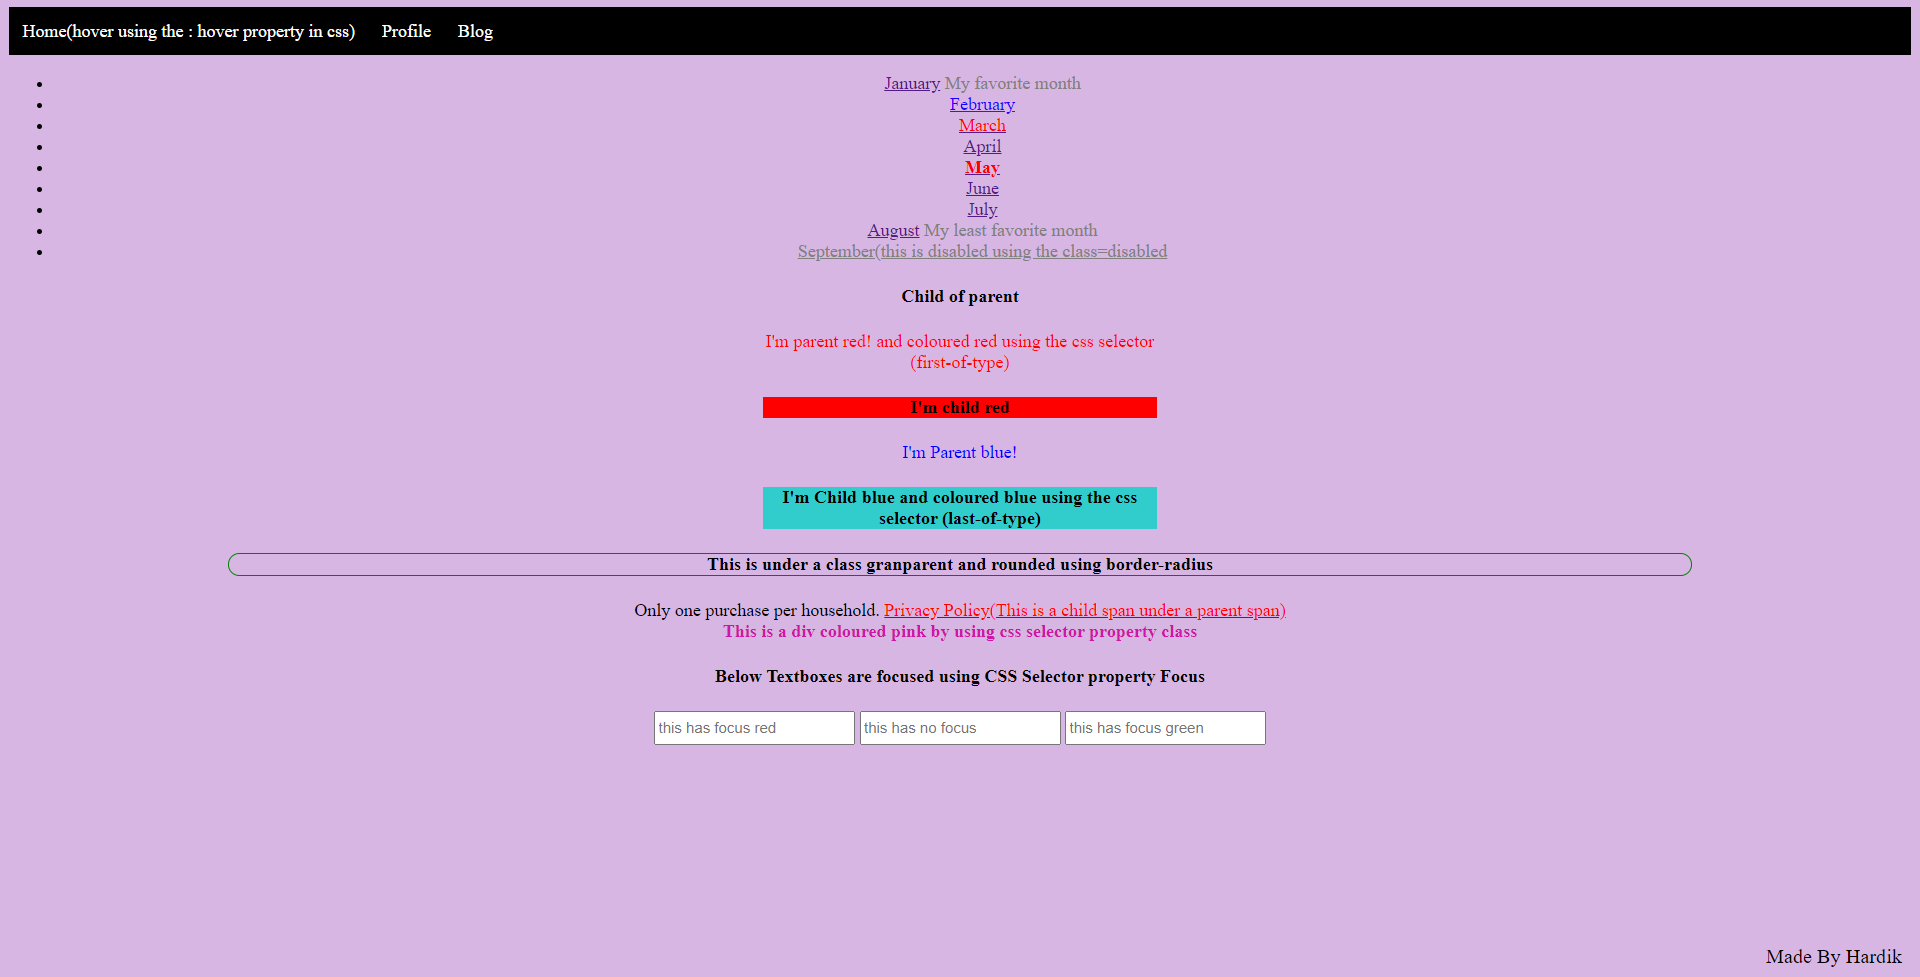 Home(hover using the : hover property in css) Profile Blog
January My favorite month
February
March
April
May
June
July
August My least favorite month
September(this is disabled using the class=disabled
Child of parent
I'm parent red! and coloured red using the css selector
(first-of-type)
I'm child red
I'm Parent blue!
I'm Child blue and coloured blue using the css
selector (last-of-type)
This is under a class granparent and rounded using border-radius
Only one purchase per household. Privacy Policy(This is a child span under a parent span)
This is a div coloured pink by using css selector property class
Below Textboxes are focused using CSS Selector property Focus
this has focus red this has no focus this has focus green
Made By Hardik